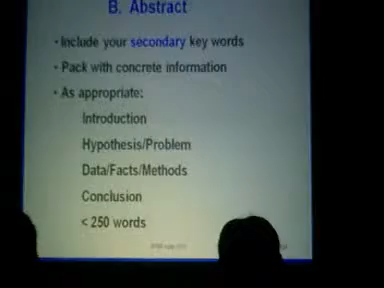 B. Abstract
· Include your secondary key words
· Pack with concrete information
· As appropriate:
Introduction
Hypothesis/Problem
Data/Facts/Methods
Conclusion
< 250 words